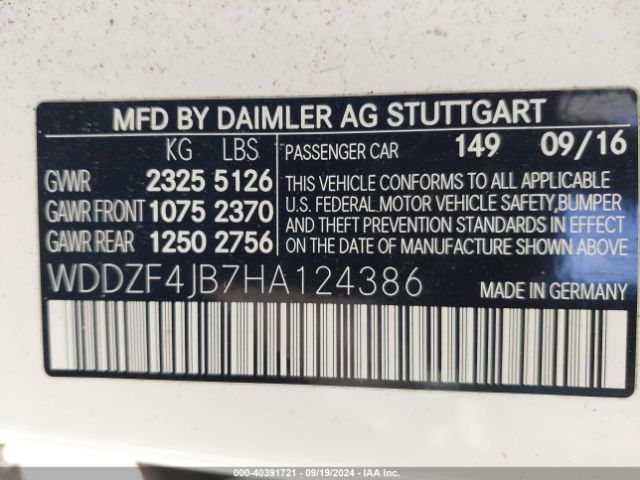 MFD BY DAIMLER AG STUTTGART
KG LBS
GVWR 2325 5126
GAWR FRONT 1075 2370
GAWR REAR 1250 2756
PASSENGER CAR 149 09/16
THIS VEHICLE CONFORMS TO ALL APPLICABLE
U.S. FEDERAL MOTOR VEHICLE SAFETY,BUMPER
AND THEFT PREVENTION STANDARDS IN EFFECT
ON THE DATE OF MANUFACTURE SHOWN ABOVE.
WDDZF4JB7HA124386 MADE IN GERMANY
000-40391721 - 09/19/2024 - IAA Inc.